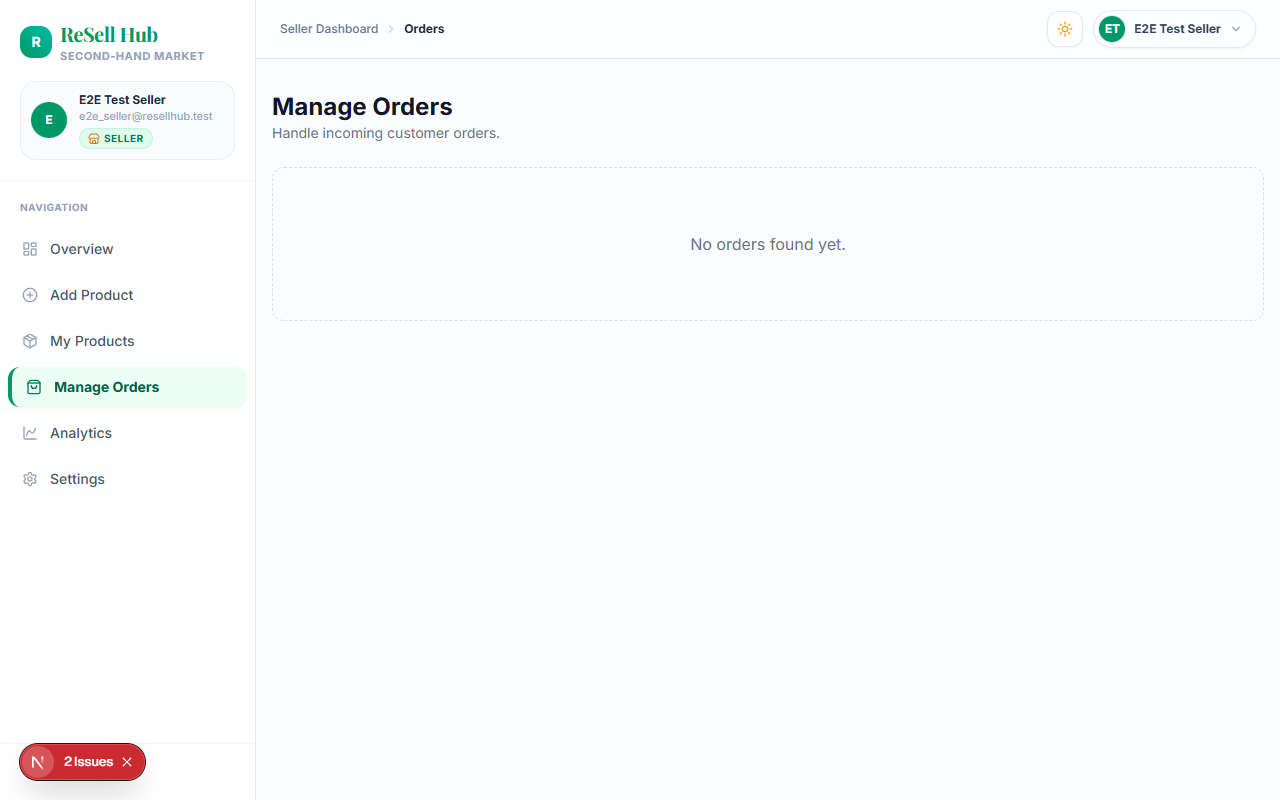 R
ReSell Hub
SECOND-HAND MARKET
E
E2E Test Seller
e2e_seller@resellhub.test
SELLER
NAVIGATION
Overview
Add Product
My Products
Manage Orders
Analytics
Settings
N
2 Issues
Seller Dashboard
Orders
ET
E2E Test Seller
Manage Orders
Handle incoming customer orders.
No orders found yet.